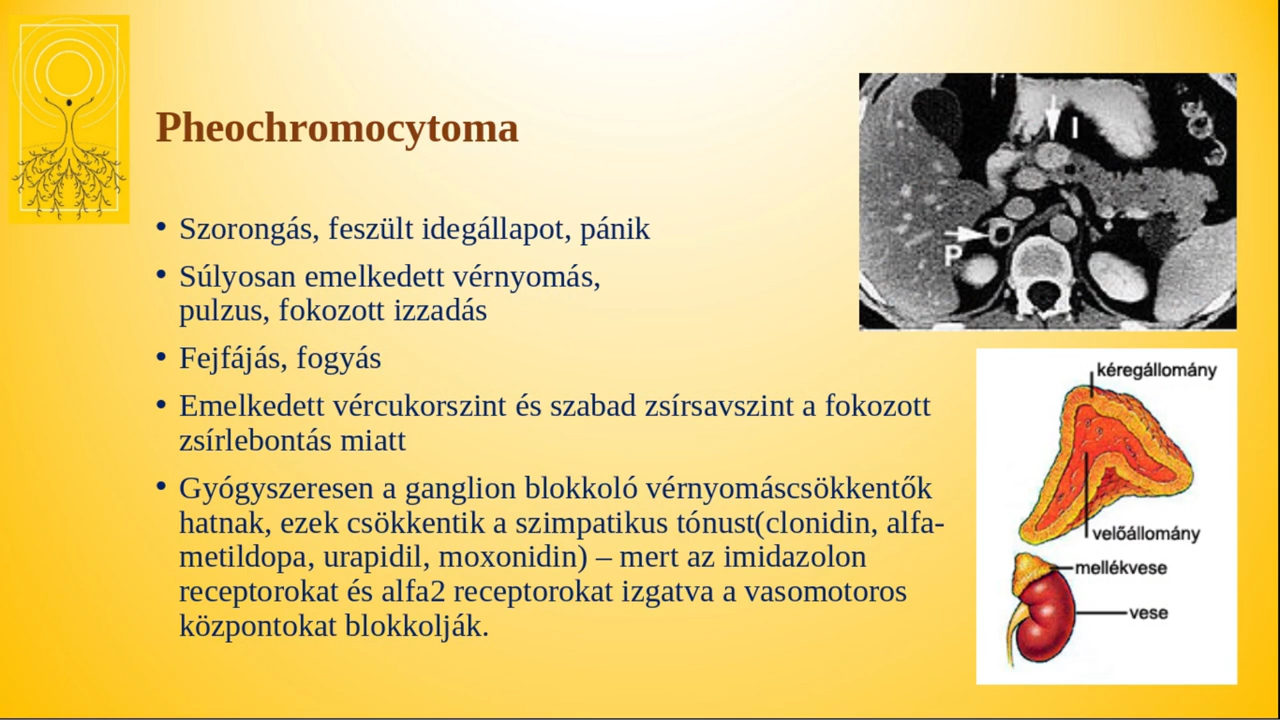 Pheochromocytoma
• Szorongás, feszült idegállapot, pánik
• Súlyosan emelkedett vérnyomás,
pulzus, fokozott izzadás
• Fejfájás, fogyás
• Emelkedett vércukorszint és szabad zsírsavszint a fokozott
zsírlebontás miatt
• Gyógyszeresen a ganglion blokkoló vérnyomáscsökkentők
hatnak, ezek csökkentik a szimpatikus tónust(clonidin, alfa-
metildopa, urapidil, moxonidin) – mert az imidazolon
receptorokat és alfa2 receptorokat izgatva a vasomotoros
központokat blokkolják.
I
P
kéregállomány
velőállomány
mellékvese
vese